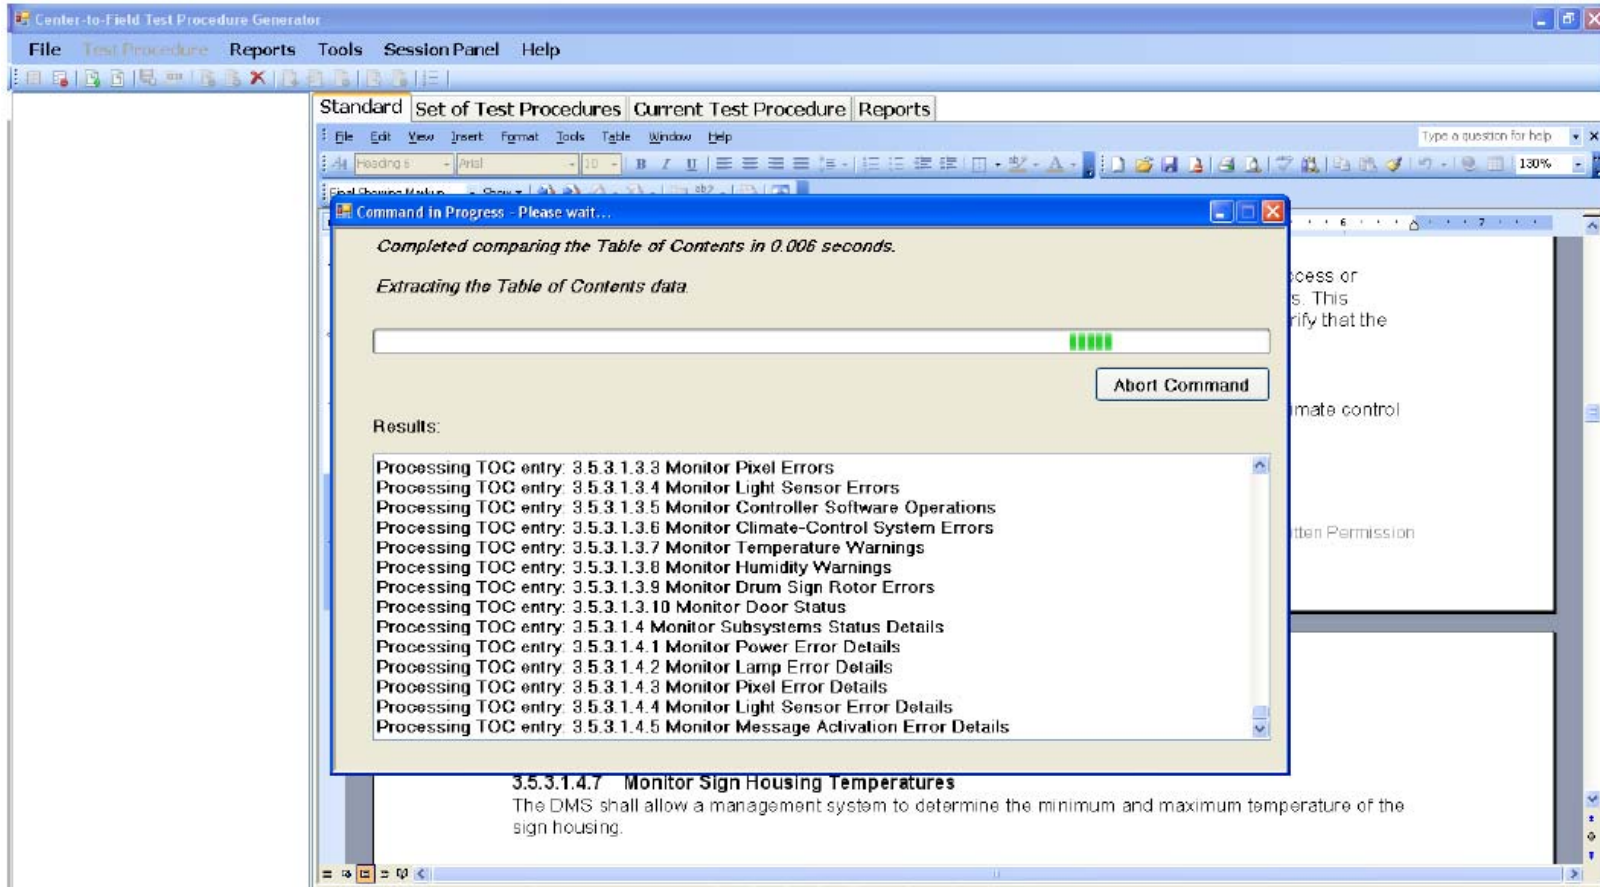 Center-to-Field Test Procedure Generator
File Test Procedure Reports Tools Session Panel Help
Standard Set of Test Procedures Current Test Procedure Reports
File Edit View Insert Format Tools Table Window Help Type a question for help
Heading 6 Arial 10 B I U 130%
Final Showing Markup Show
Command in Progress - Please wait...
6 7
Completed comparing the Table of Contents in 0.006 seconds.
Extracting the Table of Contents data.
s. This
that the
Abort Command
control
Results:
Processing TOC entry: 3.5.3.1.3.3 Monitor Pixel Errors
Processing TOC entry: 3.5.3.1.3.4 Monitor Light Sensor Errors
Processing TOC entry: 3.5.3.1.3.5 Monitor Controller Software Operations
Processing TOC entry: 3.5.3.1.3.6 Monitor Climate-Control System Errors
Permission
Processing TOC entry: 3.5.3.1.3.7 Monitor Temperature Warnings
Processing TOC entry: 3.5.3.1.3.8 Monitor Humidity Warnings
Processing TOC entry: 3.5.3.1.3.9 Monitor Drum Sign Rotor Errors
Processing TOC entry: 3.5.3.1.3.10 Monitor Door Status
Processing TOC entry: 3.5.3.1.4 Monitor Subsystems Status Details
Processing TOC entry: 3.5.3.1.4.1 Monitor Power Error Details
Processing TOC entry: 3.5.3.1.4.2 Monitor Lamp Error Details
Processing TOC entry: 3.5.3.1.4.3 Monitor Pixel Error Details
Processing TOC entry: 3.5.3.1.4.4 Monitor Light Sensor Error Details
Processing TOC entry: 3.5.3.1.4.5 Monitor Message Activation Error Details
3.5.3.1.4.7 Monitor Sign Housing Temperatures
The DMS shall allow a management system to determine the minimum and maximum temperature of the
sign housing.